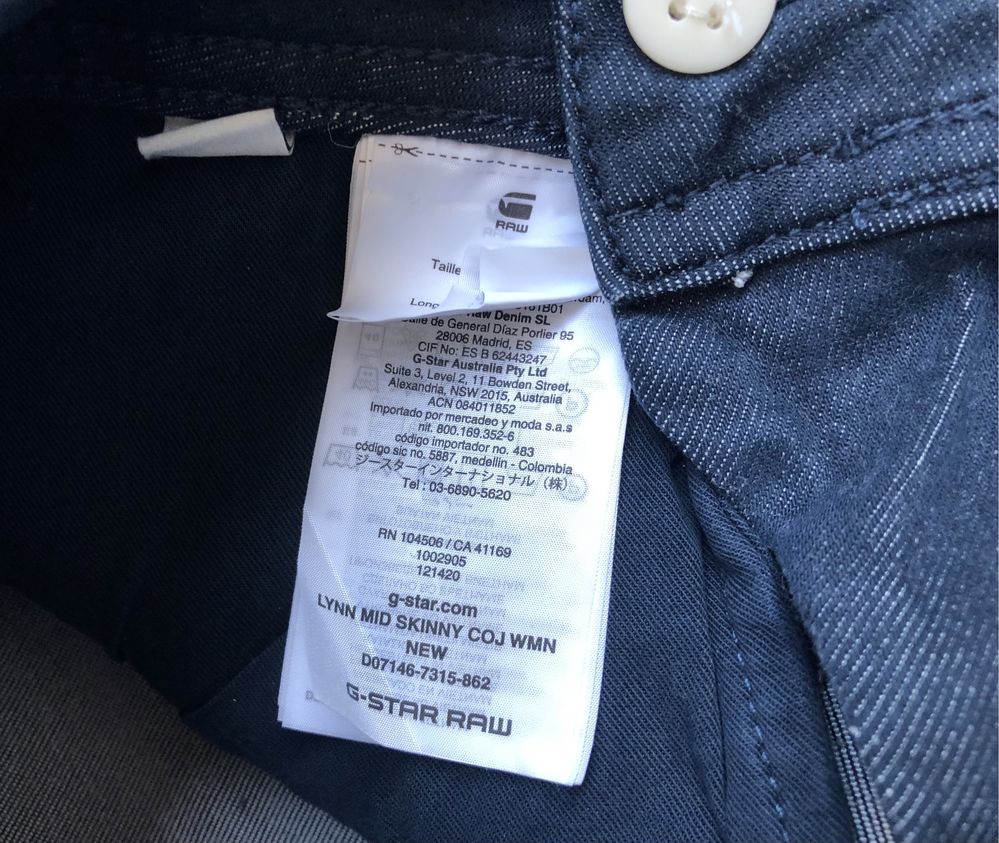 RAW
Taille
Long
dam,
181B01
Raw Denim SL
Calle de General Díaz Porlier 95
28006 Madrid, ES
CIF No: ES B 62443247
G-Star Australia Pty Ltd
Suite 3, Level 2, 11 Bowden Street,
Alexandria, NSW 2015, Australia
ACN 084011852
Importado por mercadeo y moda s.a.s
nit. 800.169.352-6
código importador no. 483
código sic no. 5887, medellin - Colombia
ジースターインターナショナル（株）
Tel : 03-6890-5620
RN 104506 / CA 41169
1002905
121420
g-star.com
LYNN MID SKINNY COJ WMN
NEW
D07146-7315-862
G-STAR RAW